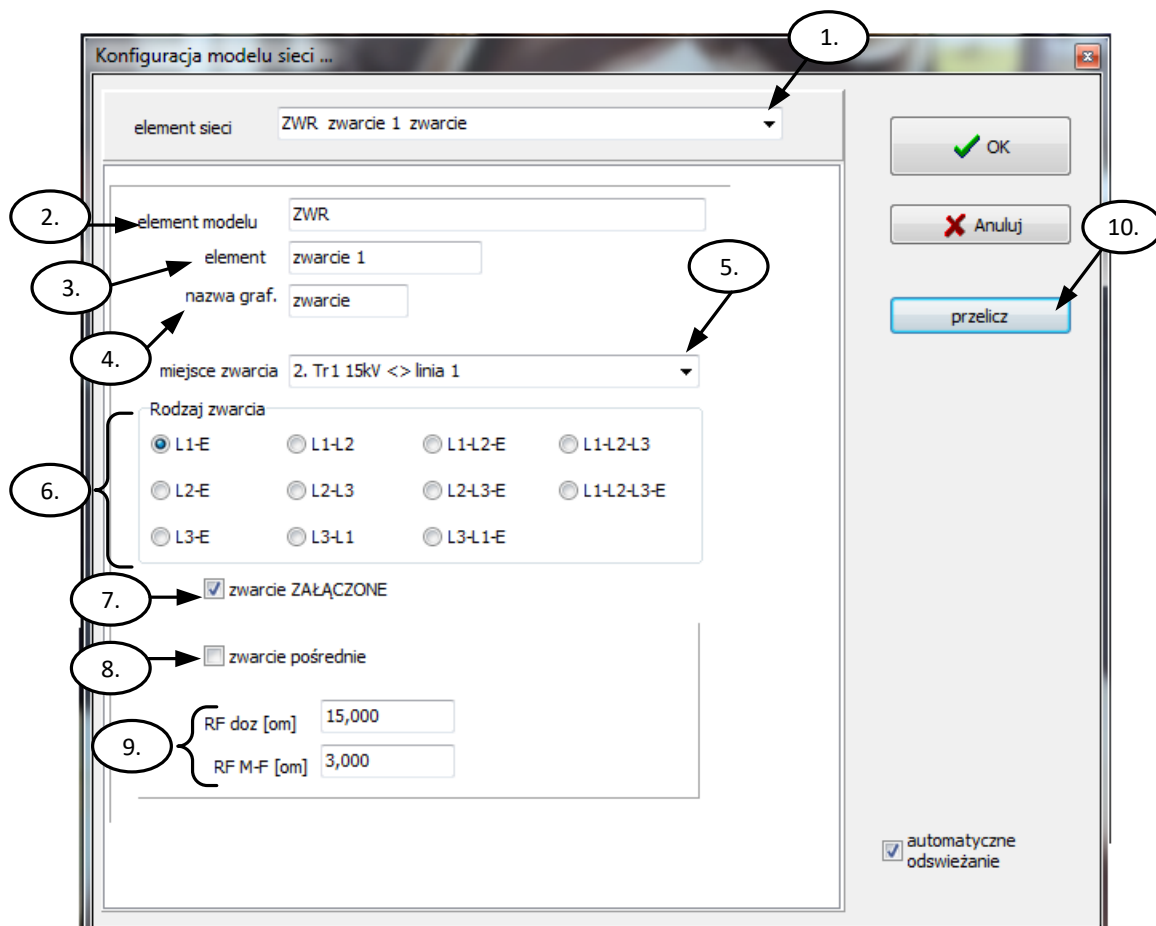 1.
Konfiguracja modelu sieci ...
element sieci
ZWR zwarcie 1 zwarcie
OK
2.
element modelu
ZWR
Anuluj
10.
3.
element
zwarcie 1
5.
4.
nazwa graf.
zwarcie
przelicz
miejsce zwarcia
2. Tr1 15kV <> linia 1
Rodzaj zwarcia
6.
L1-E
L1-L2
L1-L2-E
L1-L2-L3
L2-E
L2-L3
L2-L3-E
L1-L2-L3-E
L3-E
L3-L1
L3-L1-E
7.
zwarcie ZAŁĄCZONE
8.
zwarcie pośrednie
9.
RF doz [om]
15,000
RF M-F [om]
3,000
automatyczne
odswieżanie